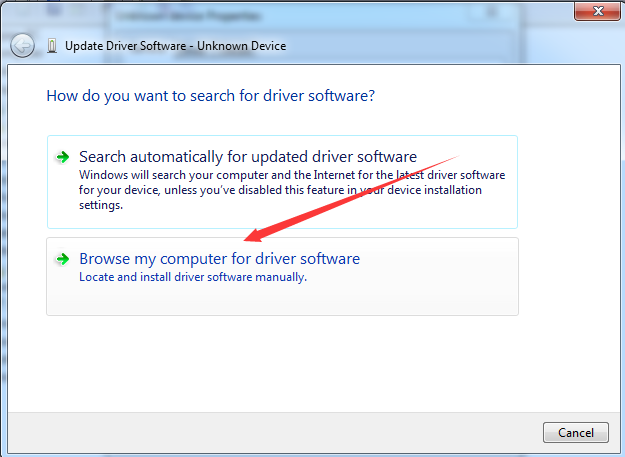 Unknown device Properties
Update Driver Software - Unknown Device
How do you want to search for driver software?
Search automatically for updated driver software
Windows will search your computer and the Internet for the latest driver software
for your device, unless you've disabled this feature in your device installation
settings.
Browse my computer for driver software
Locate and install driver software manually.
Cancel